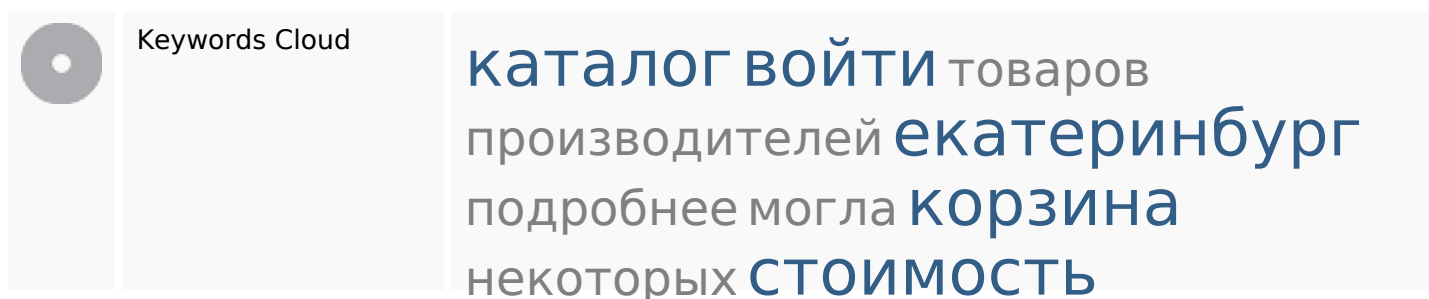 Keywords Cloud
каталог войти товаров
производителей екатеринбург
подробнее могла корзина
некоторых стоимость